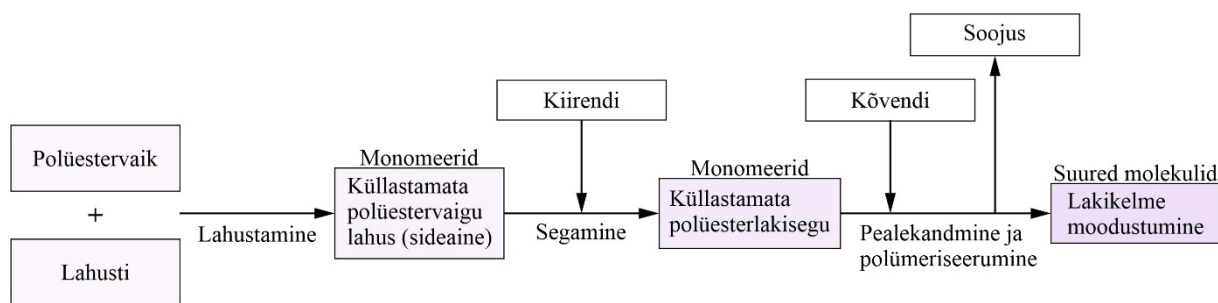 Polüestervaik
+
Lahusti
Lahustamine
Monomeerid
Küllastamata
polüestervaigu
lahus (sideaine)
Kiirendi
Segamine
Monomeerid
Küllastamata
polüesterlakisegu
Kõvendi
Soojus
Pealekandmine ja
polümeriseerumine
Suured molekulid
Lakikelme
moodustumine